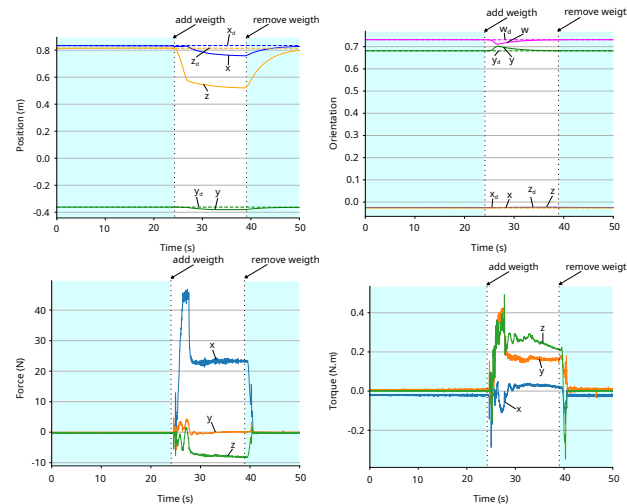 add weigth
x_d
remove weigth
0.8
0.6
0.4
0.2
0.0
-0.2
-0.4
Position (m)
z_d
x
z
y_d
y
0
10
20
30
40
50
Time (s)
add weigth
remove weigt
0.7
0.6
0.5
0.4
0.3
0.2
0.1
0.0
Orientation
w_d
w
y_d
y
x_d
x
z_d
z
0
10
20
30
40
50
Time (s)
add weigth
remove weigth
40
30
20
10
0
-10
Force (N)
x
y
z
0
10
20
30
40
50
Time (s)
add weigth
remove weigt
0.4
0.2
0.0
-0.2
Torque (N.m)
z
y
x
0
10
20
30
40
50
Time (s)